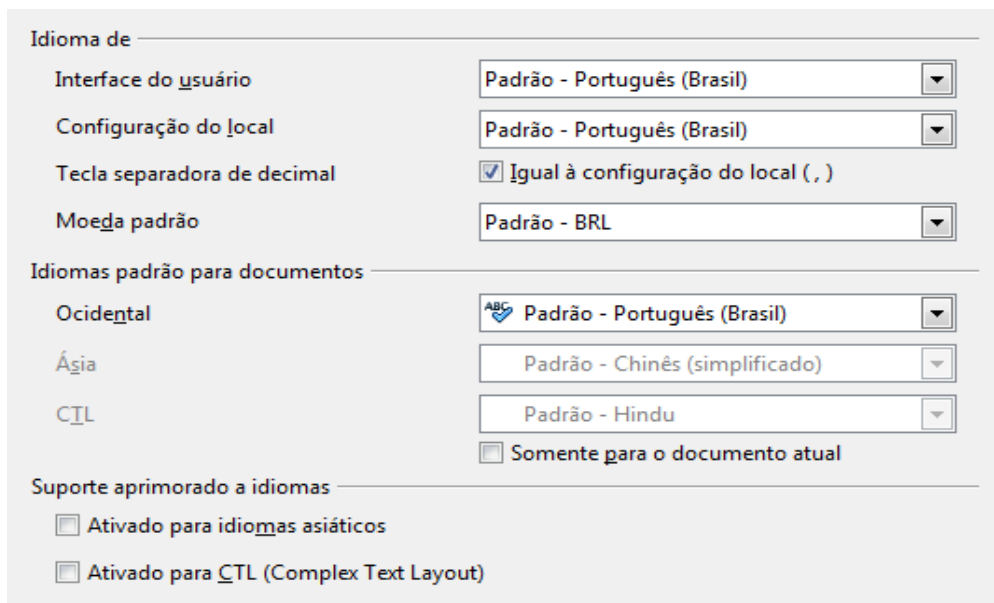 Idioma de
Interface do usuário Padrão - Português (Brasil)
Configuração do local Padrão - Português (Brasil)
Tecla separadora de decimal Igual à configuração do local ( , )
Moeda padrão Padrão - BRL
Idiomas padrão para documentos
Ocidental ABC Padrão - Português (Brasil)
Ásia Padrão - Chinês (simplificado)
CTL Padrão - Hindu
Somente para o documento atual
Suporte aprimorado a idiomas
Ativado para idiomas asiáticos
Ativado para CTL (Complex Text Layout)